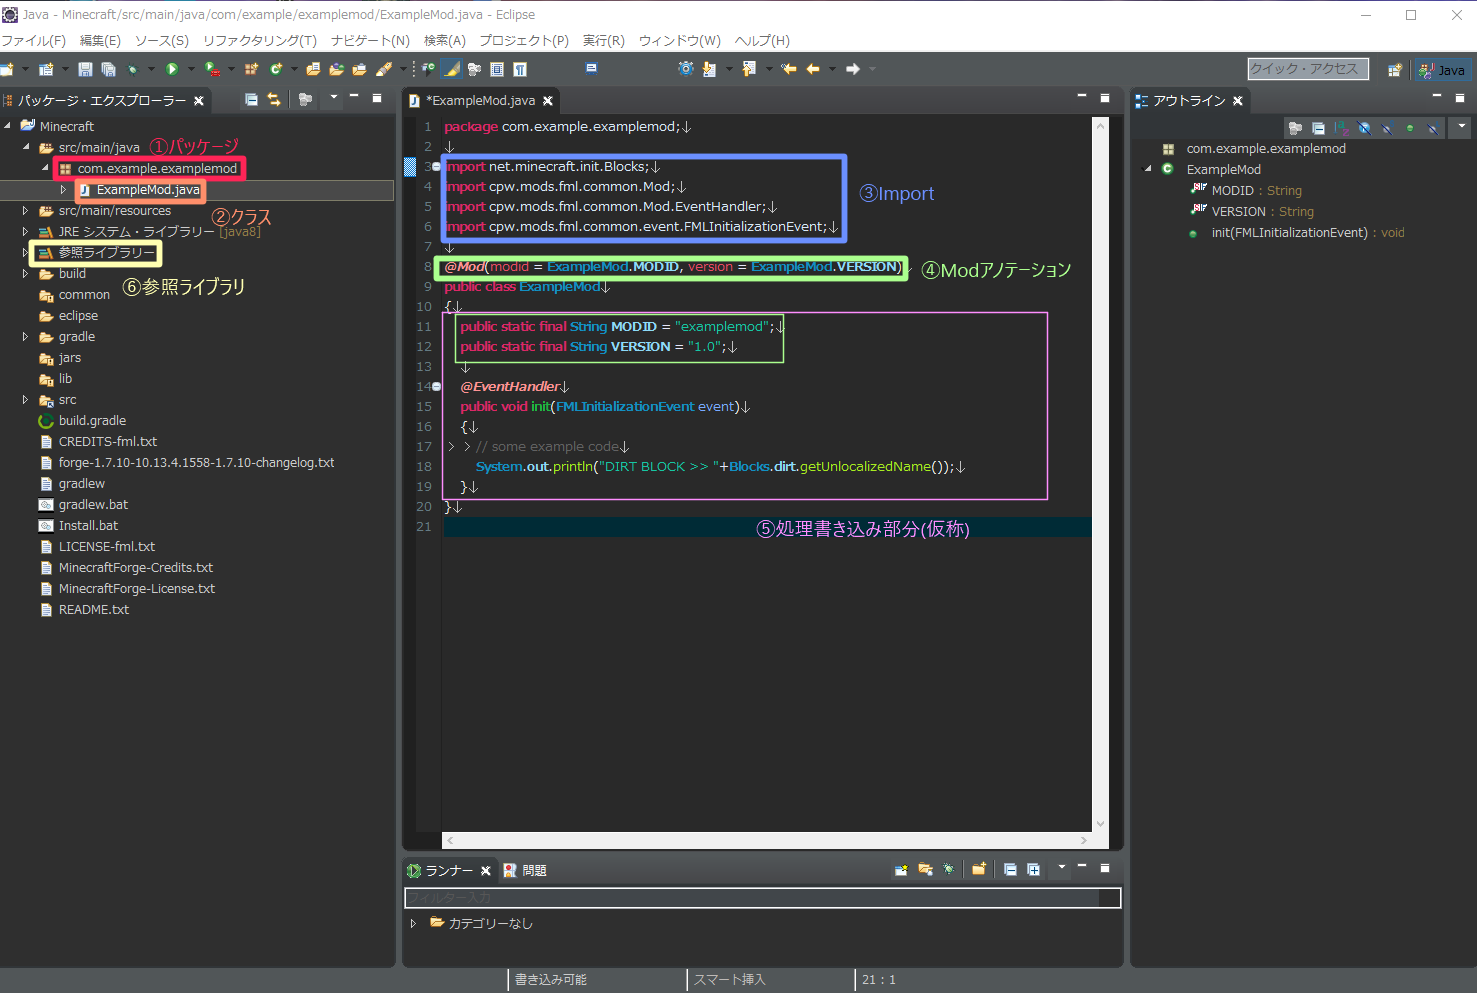 Java - Minecraft/src/main/java/com/example/examplemod/ExampleMod.java - Eclipse
ファイル(F) 編集(E) ソース(S) リファクタリング(T) ナビゲート(N) 検索(A) プロジェクト(P) 実行(R) ウィンドウ(W) ヘルプ(H)
クイック・アクセス
Java
パッケージ・エクスプローラー
Minecraft
src/main/java
①パッケージ
com.example.examplemod
ExampleMod.java
src/main/resources
②クラス
JRE システム・ライブラリー [java8]
参照ライブラリー
build
⑥参照ライブラリ
common
eclipse
gradle
jars
lib
src
build.gradle
CREDITS-fml.txt
forge-1.7.10-10.13.4.1558-1.7.10-changelog.txt
gradlew
gradlew.bat
Install.bat
LICENSE-fml.txt
MinecraftForge-Credits.txt
MinecraftForge-License.txt
README.txt
*ExampleMod.java
1 package com.example.examplemod;↓
2 ↓
3 import net.minecraft.init.Blocks;↓
4 import cpw.mods.fml.common.Mod;↓
5 import cpw.mods.fml.common.Mod.EventHandler;↓
6 import cpw.mods.fml.common.event.FMLInitializationEvent;↓
③Import
7 ↓
8 @Mod(modid = ExampleMod.MODID, version = ExampleMod.VERSION)↓
④Modアノテーション
9 public class ExampleMod↓
10 {↓
11 public static final String MODID = "examplemod";↓
12 public static final String VERSION = "1.0";↓
13 ↓
14 @EventHandler↓
15 public void init(FMLInitializationEvent event)↓
16 {↓
17 // some example code↓
18 System.out.println("DIRT BLOCK >> "+Blocks.dirt.getUnlocalizedName());↓
19 }↓
20 }↓
21
⑤処理書き込み部分(仮称)
アウトライン
com.example.examplemod
ExampleMod
MODID : String
VERSION : String
init(FMLInitializationEvent) : void
ランナー
問題
フィルター入力
カテゴリーなし
書き込み可能
スマート挿入
21 : 1